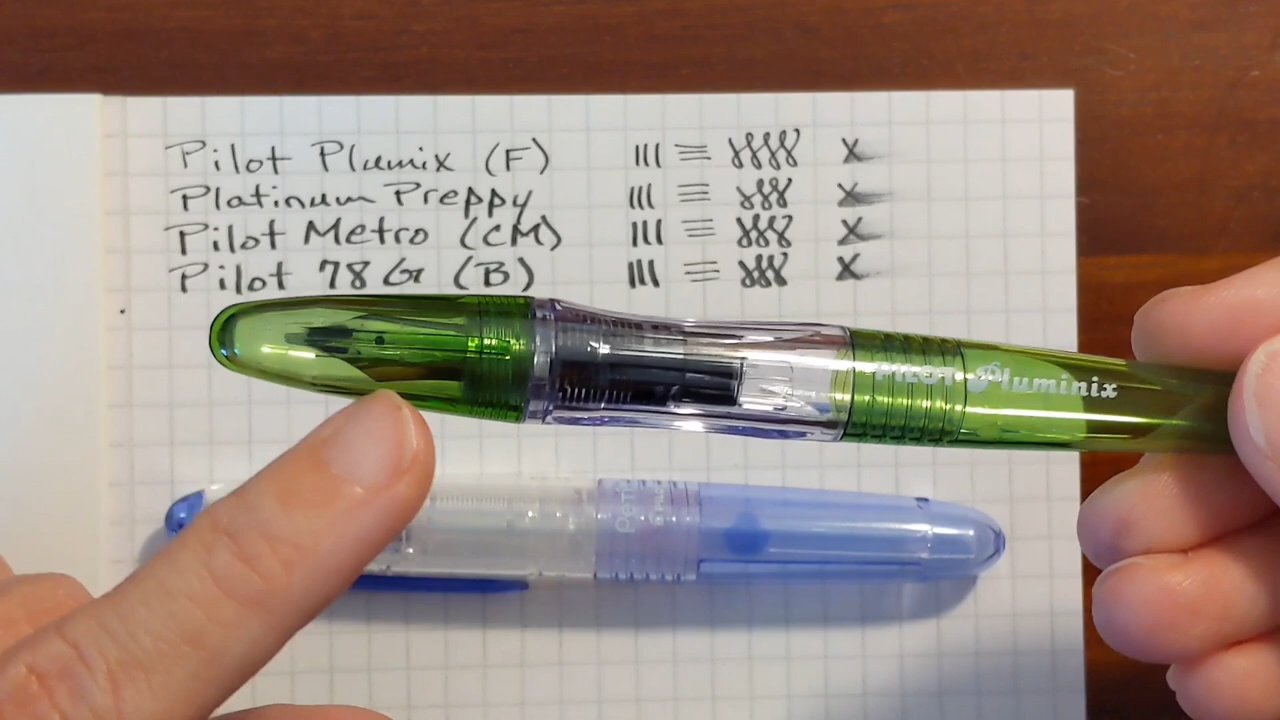 Pilot Plumix (F)
Platinum Preppy
Pilot Metro (CM)
Pilot 78G (B)
PILOT Pluminix